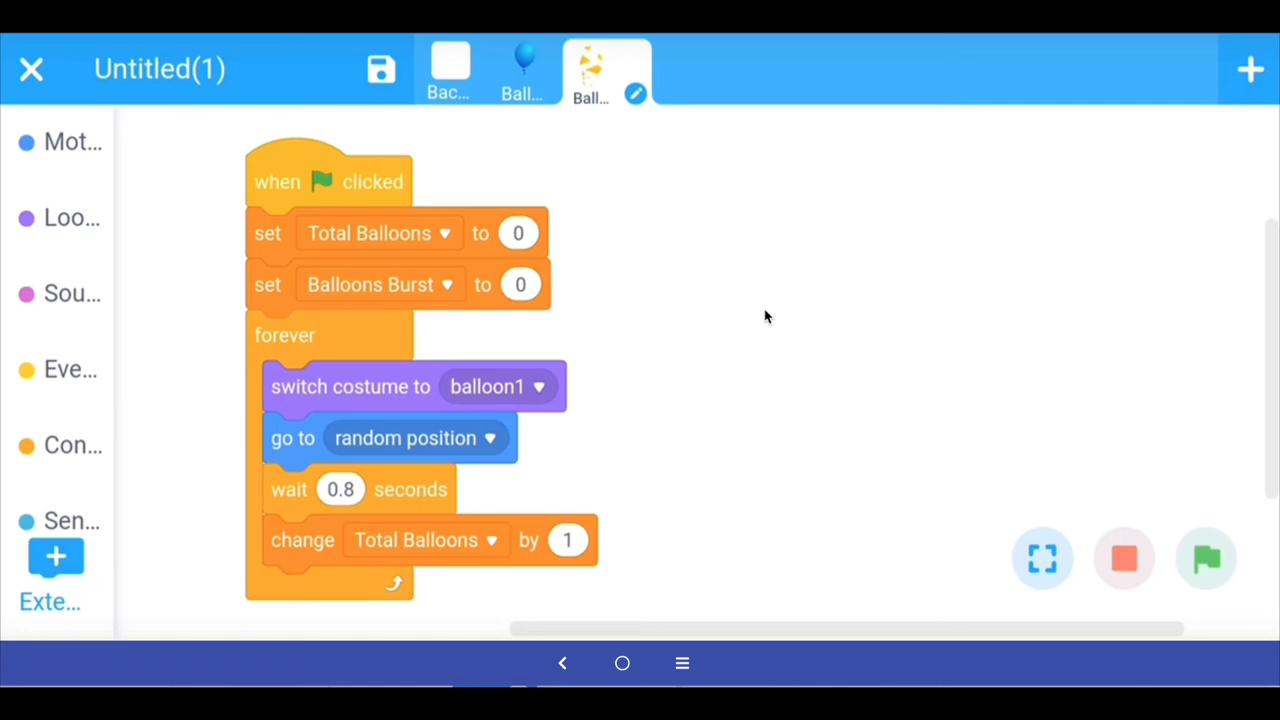 Untitled(1)
Bac...
Ball...
Ball...
Mot...
Loo...
Sou...
Eve...
Con...
Sen...
Exte...
when clicked
set Total Balloons to 0
set Balloons Burst to 0
forever
switch costume to balloon1
go to random position
wait 0.8 seconds
change Total Balloons by 1